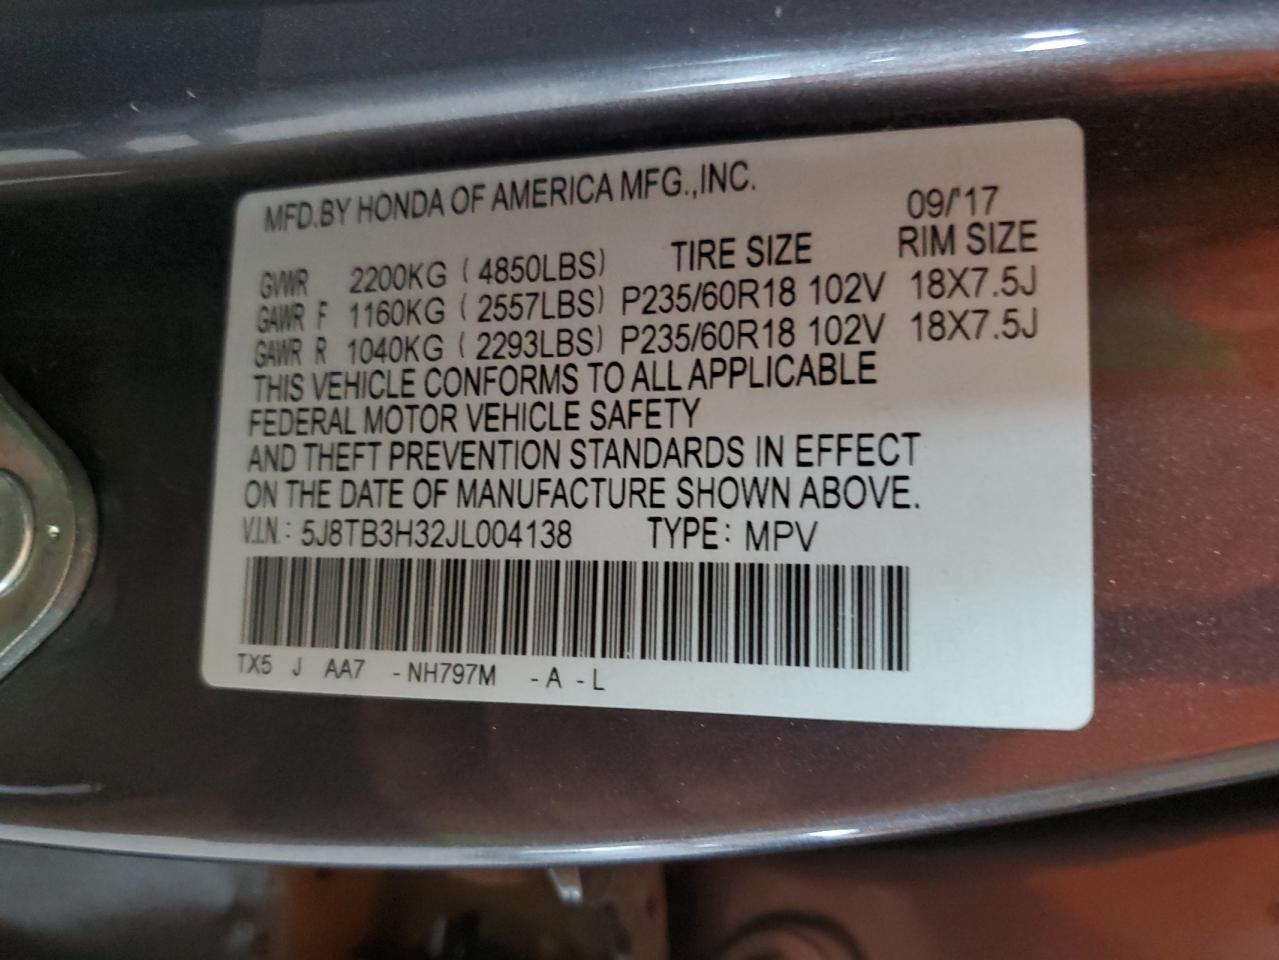 MFD.BY HONDA OF AMERICA MFG.,INC. 09/'17
GVWR 2200KG ( 4850LBS) TIRE SIZE RIM SIZE
GAWR F 1160KG ( 2557LBS) P235/60R18 102V 18X7.5J
GAWR R 1040KG ( 2293LBS) P235/60R18 102V 18X7.5J
THIS VEHICLE CONFORMS TO ALL APPLICABLE
FEDERAL MOTOR VEHICLE SAFETY
AND THEFT PREVENTION STANDARDS IN EFFECT
ON THE DATE OF MANUFACTURE SHOWN ABOVE.
V.I.N.: 5J8TB3H32JL004138 TYPE: MPV
TX5 J AA7 -NH797M -A -L